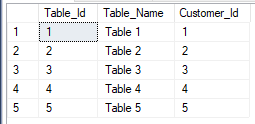 Table_Id Table_Name Customer_Id
1 1 Table 1 1
2 2 Table 2 2
3 3 Table 3 3
4 4 Table 4 4
5 5 Table 5 5